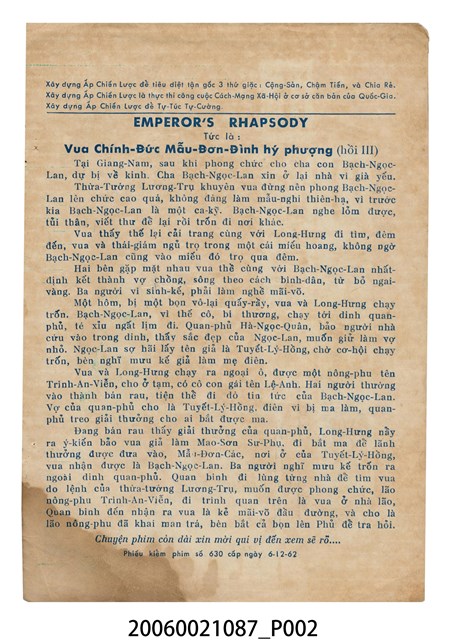 Xây dựng Ấp Chiến Lược để tiêu diệt tận gốc 3 thứ giặc : Cộng-Sản, Chậm Tiến, và Chia Rẽ.
Xây dựng Ấp Chiến Lược là thực thi công cuộc Cách-Mạng Xã-Hội ở cơ sở căn bản của Quốc-Gia.
Xây dựng Ấp Chiến Lược để Tự-Túc Tự-Cường.
EMPEROR'S RHAPSODY
Tức là :
Vua Chính-Đức Mẫu-Đơn-Đình hý phượng (hồi III)
Tại Giang-Nam, sau khi phong chức cho cha con Bạch-Ngọc-
Lan, dự bị về kinh. Cha Bạch-Ngọc-Lan xin ở lại nhà vì già yếu.
Thừa-Tướng Lương-Trụ khuyên vua đừng nên phong Bạch-Ngọc-
Lan lên chức cao quá, không đáng làm mẫu-nghi thiên-hạ, vì trước
kia Bạch-Ngọc-Lan là một ca-kỹ. Bạch-Ngọc-Lan nghe lỏm được,
tủi thân, viết thư để lại rồi trốn đi nơi khác.
Vua thấy thế lại cải trang cùng với Long-Hưng đi tìm, đêm
đến, vua và thái-giám ngủ trọ trong một cái miếu hoang, không ngờ
Bạch-Ngọc-Lan cũng vào miếu đó trọ qua đêm.
Hai bên gặp mặt nhau vua thề cùng với Bạch-Ngọc-Lan nhất-
định kết thành vợ chồng, sống theo cách bình-dân, từ bỏ ngai-
vàng. Ba người vì sinh-kế, phải làm nghề mãi-võ.
Một hôm, bị một bọn vô-lại quấy-rầy, vua và Long-Hưng chạy
trốn. Bạch-Ngọc-Lan, vì thế cô, bị thương, chạy tới dinh quan-
phủ, té xỉu ngất lịm đi. Quan-phủ Hà-Ngọc-Quân, bảo người nhà
cứu vào trong dinh, thấy sắc đẹp của Ngọc-Lan, muốn giữ làm vợ
nhỏ. Ngọc-Lan sợ hãi lấy tên giả là Tuyết-Lý-Hồng, chờ cơ-hội chạy
trốn, bèn nghĩ mưu kế giả làm mẹ điên.
Vua và Long-Hưng chạy ra ngoại ô, được một nông-phu tên
Trình-An-Viễn, cho ở tạm, có cô con gái tên Lệ-Anh. Hai người thường
vào thành bán rau, tiện thể đi dò tin tức của Bạch-Ngọc-Lan.
Vợ của quan-phủ cho là Tuyết-Lý-Hồng. điên vì bị ma làm, quan-
phủ treo giải thưởng cho ai bắt được ma.
Đang bán rau thấy giải thưởng của quan-phủ, Long-Hưng nẩy
ra ý-kiến bảo vua giả làm Mao-Sơn Sư-Phụ, đi bắt ma để lãnh
thưởng được đưa vào, Mẫu-Đơn-Các, nơi ở của Tuyết-Lý-Hồng,
vua nhận được là Bạch-Ngọc-Lan. Ba người nghĩ mưu kế trốn ra
ngoài dinh quan-phủ. Quan binh đi lùng từng nhà để tìm vua
do lệnh của thừa-tướng Lương-Trụ, muốn được phong chức, lão
nông-phu Trình-An-Viễn, đi trình quan trên là vua ở nhà lão,
Quan binh đến nhận ra vua là kẻ mãi-võ đầu đường, và cho là
lão nông-phu đã khai man trá, bèn bắt cả bọn lên Phủ để tra hỏi.
Chuyện phim còn dài xin mời quí vị đến xem sẽ rõ....
Phiếu kiểm phim số 630 cấp ngày 6-12-62
20060021087_P002